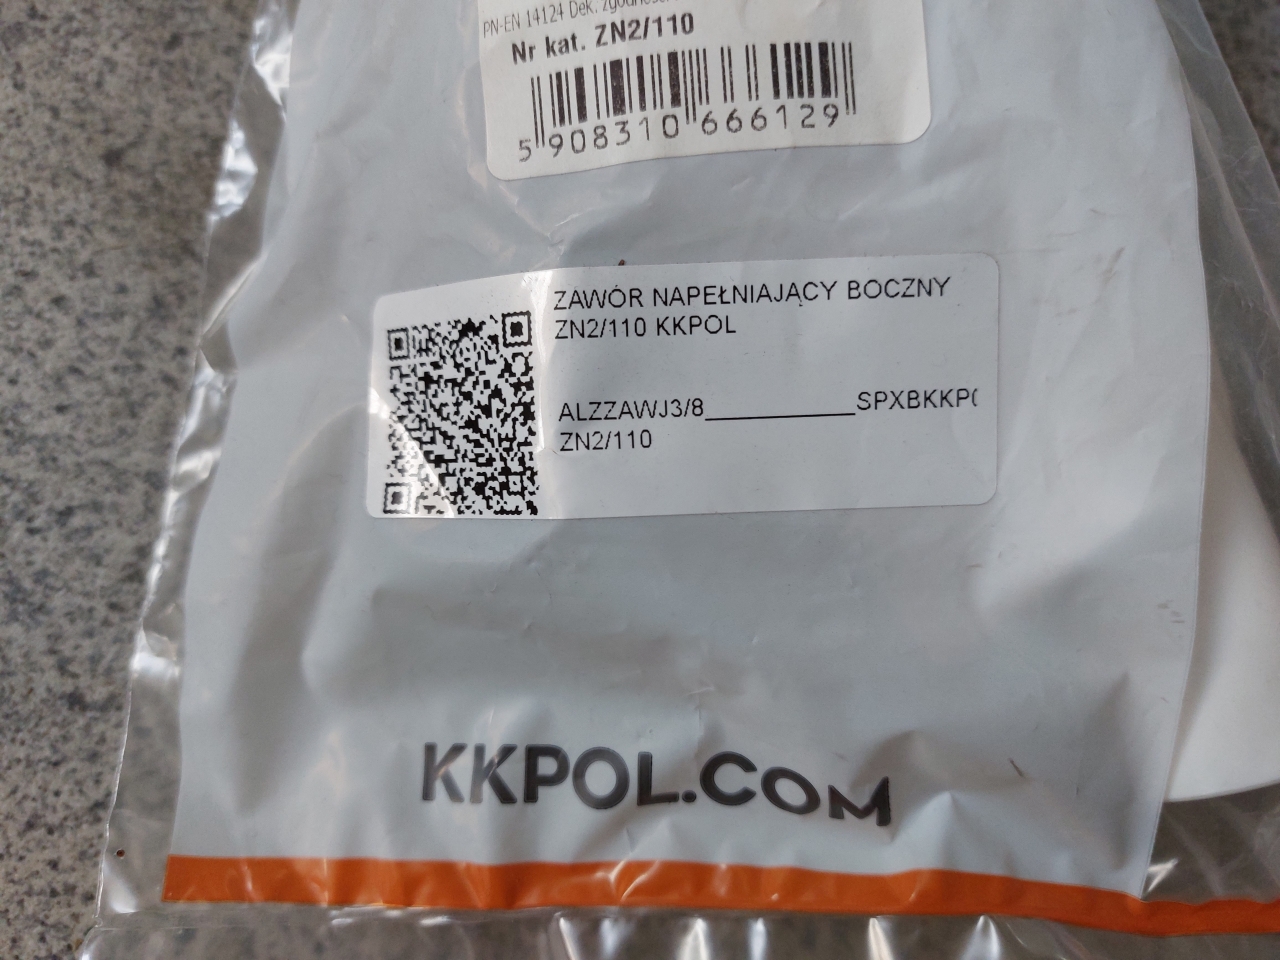 PN-EN 14124 Dek. zgodności
Nr kat. ZN2/110
5 908310 666129
ZAWÓR NAPEŁNIAJĄCY BOCZNY
ZN2/110 KKPOL
ALZZAWJ3/8___________SPXBKKP
ZN2/110
KKPOL.COM